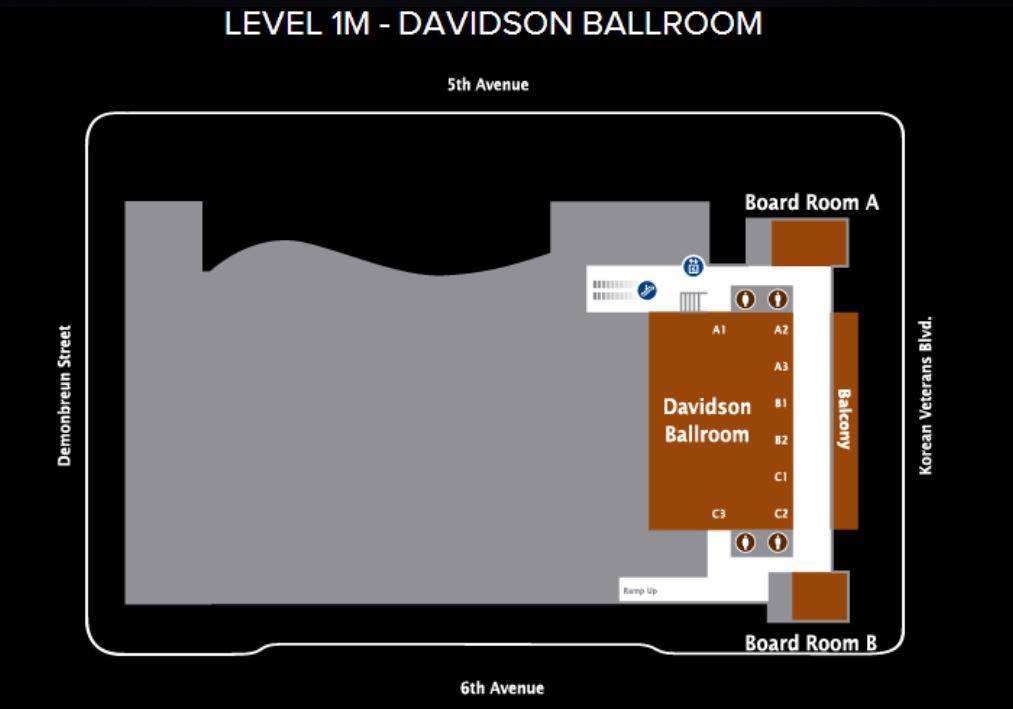 LEVEL 1M - DAVIDSON BALLROOM
5th Avenue
Board Room A
A1
A2
A3
Davidson
Ballroom
B1
B2
C1
C3
C2
Balcony
Demonbreun Street
Korean Veterans Blvd.
Ramp Up
Board Room B
6th Avenue